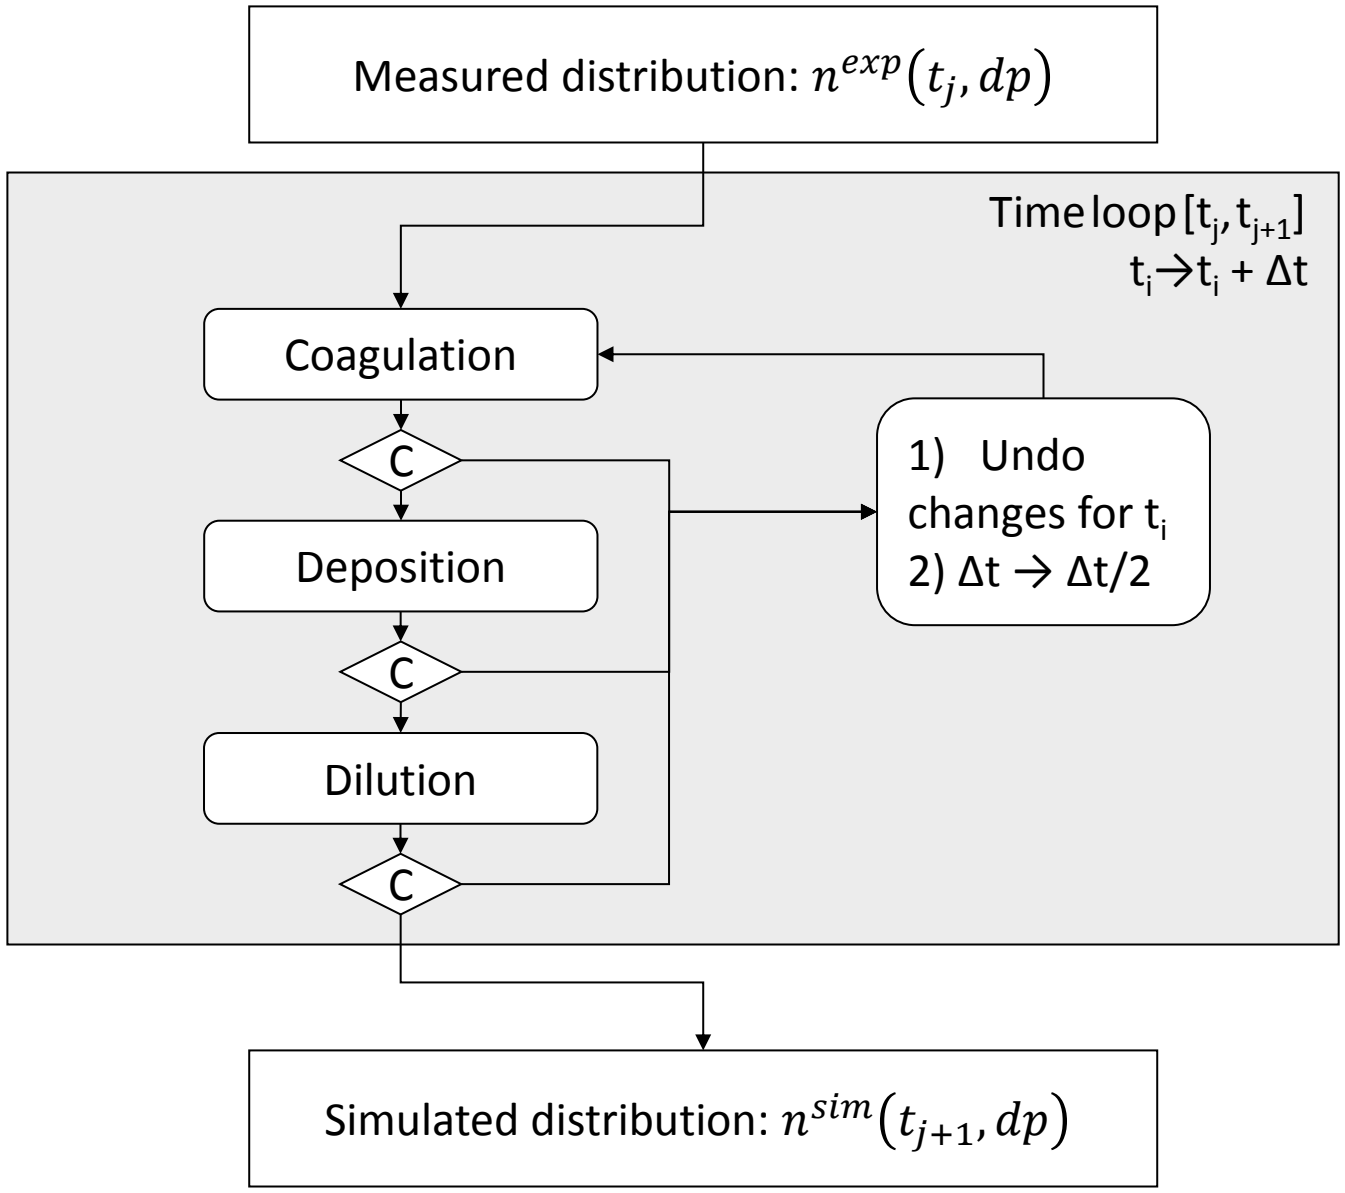 Measured distribution: n^exp(t_j, dp)
Time loop [t_j, t_j+1]
t_i→t_i + Δt
Coagulation
C
1) Undo
changes for t_i
2) Δt → Δt/2
Deposition
C
Dilution
C
Simulated distribution: n^sim(t_j+1, dp)